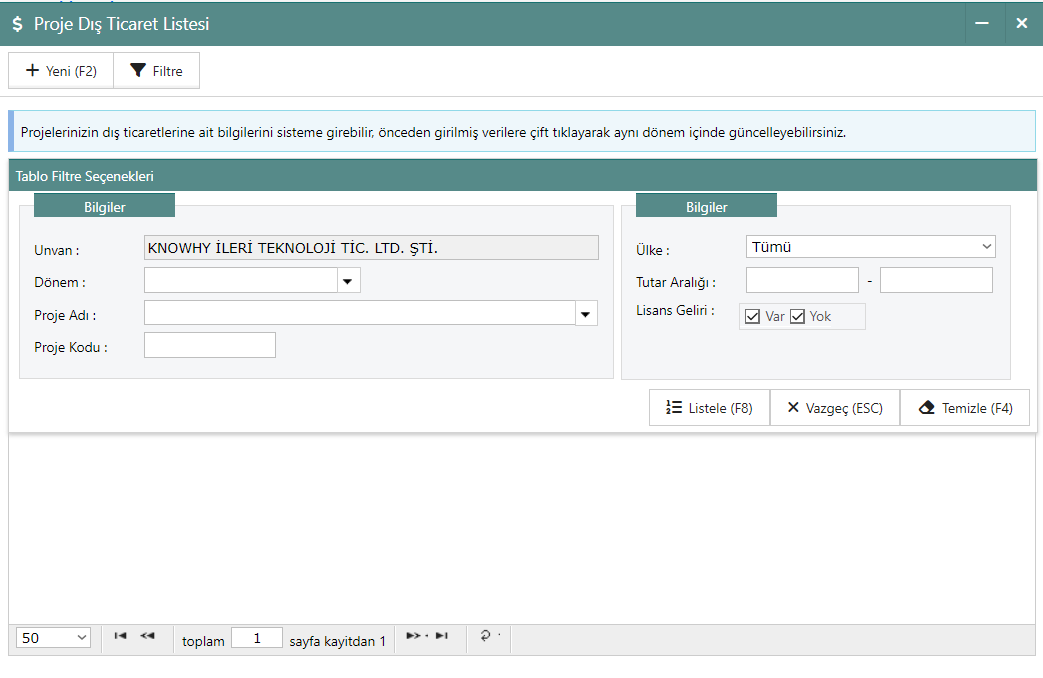 $ Proje Dış Ticaret Listesi
+ Yeni (F2) Filtre
Projelerinizin dış ticaretlerine ait bilgilerini sisteme girebilir, önceden girilmiş verilere çift tıklayarak aynı dönem içinde güncelleyebilirsiniz.
Tablo Filtre Seçenekleri
Bilgiler
Unvan : KNOWHY İLERİ TEKNOLOJİ TİC. LTD. ŞTİ.
Dönem :
Proje Adı :
Proje Kodu :
Bilgiler
Ülke : Tümü
Tutar Aralığı : -
Lisans Geliri : Var Yok
Listele (F8) Vazgeç (ESC) Temizle (F4)
50 toplam 1 sayfa kayitdan 1